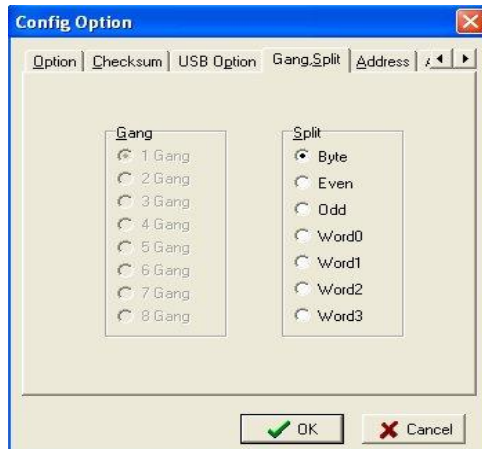 Config Option
Option Checksum USB Option Gang,Split Address
Gang
1 Gang
2 Gang
3 Gang
4 Gang
5 Gang
6 Gang
7 Gang
8 Gang
Split
Byte
Even
Odd
Word0
Word1
Word2
Word3
OK Cancel